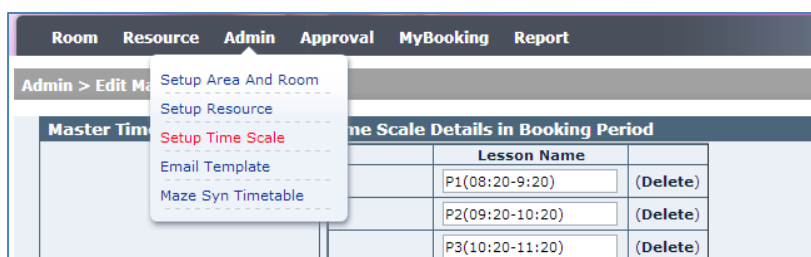 Room Resource Admin Approval MyBooking Report
Setup Area And Room
Setup Resource
Setup Time Scale
Email Template
Maze Syn Timetable
Admin > Edit
Master me Scale Details in Booking Period
Lesson Name
P1(08:20-9:20) (Delete)
P2(09:20-10:20) (Delete)
P3(10:20-11:20) (Delete)